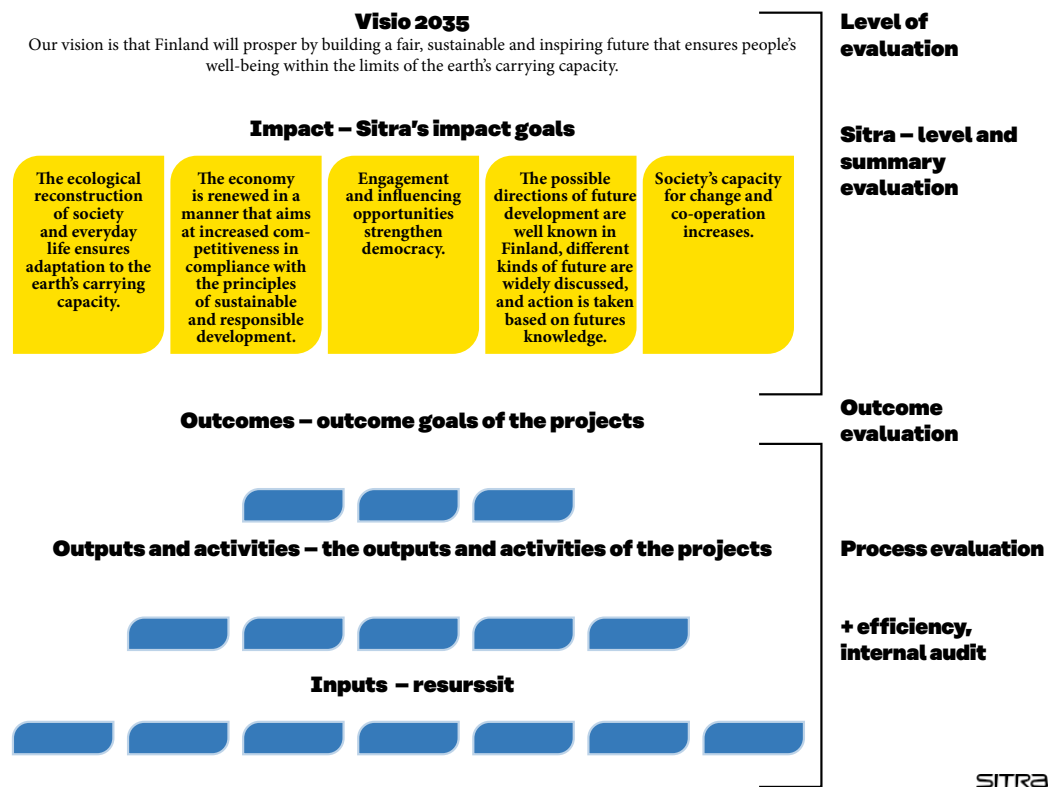 Visio 2035
Our vision is that Finland will prosper by building a fair, sustainable and inspiring future that ensures people's
well-being within the limits of the earth's carrying capacity.
Level of
evaluation
Impact – Sitra's impact goals
Sitra – level and
summary
evaluation
The ecological
reconstruction
of society
and everyday
life ensures
adaptation to the
earth's carrying
capacity.
The economy
is renewed in a
manner that aims
at increased com-
petitiveness in
compliance with
the principles
of sustainable
and responsible
development.
Engagement
and influencing
opportunities
strengthen
democracy.
The possible
directions of future
development are
well known in
Finland, different
kinds of future are
widely discussed,
and action is taken
based on futures
knowledge.
Society's capacity
for change and
co-operation
increases.
Outcomes – outcome goals of the projects
Outcome
evaluation
Outputs and activities – the outputs and activities of the projects
Process evaluation
+ efficiency,
internal audit
Inputs – resurssit
SITRA